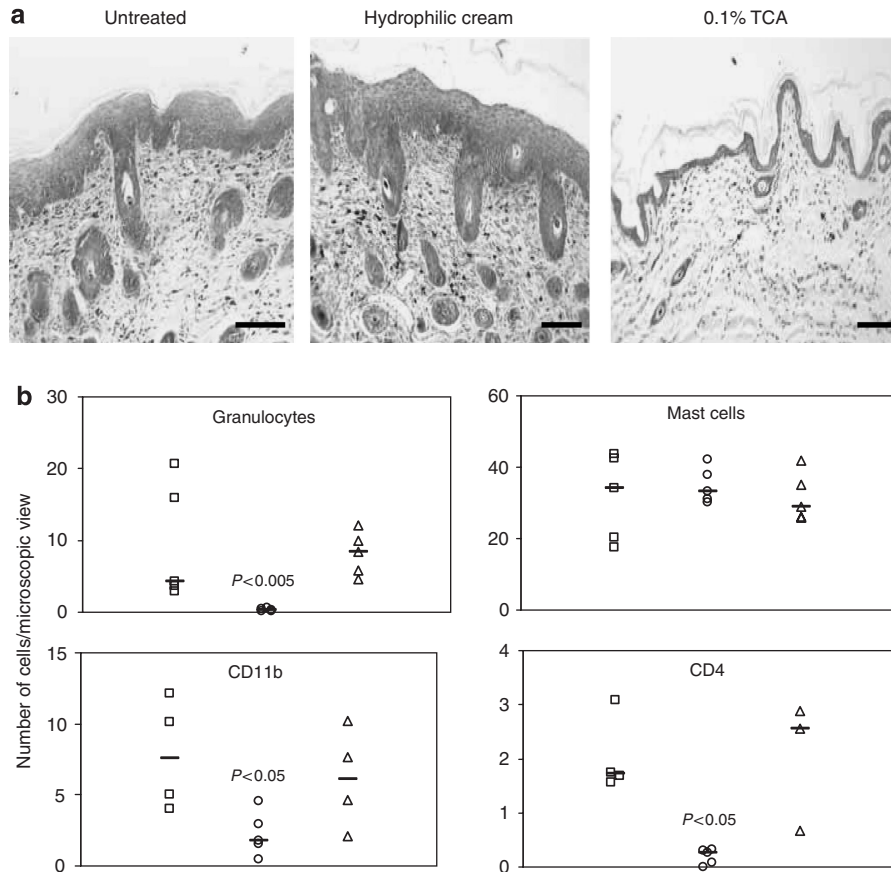 a
Untreated
Hydrophilic cream
0.1% TCA
b
Number of cells/microscopic view
30
20
10
0
Granulocytes
P<0.005
60
40
20
0
Mast cells
15
10
5
0
CD11b
P<0.05
4
3
2
1
0
CD4
P<0.05